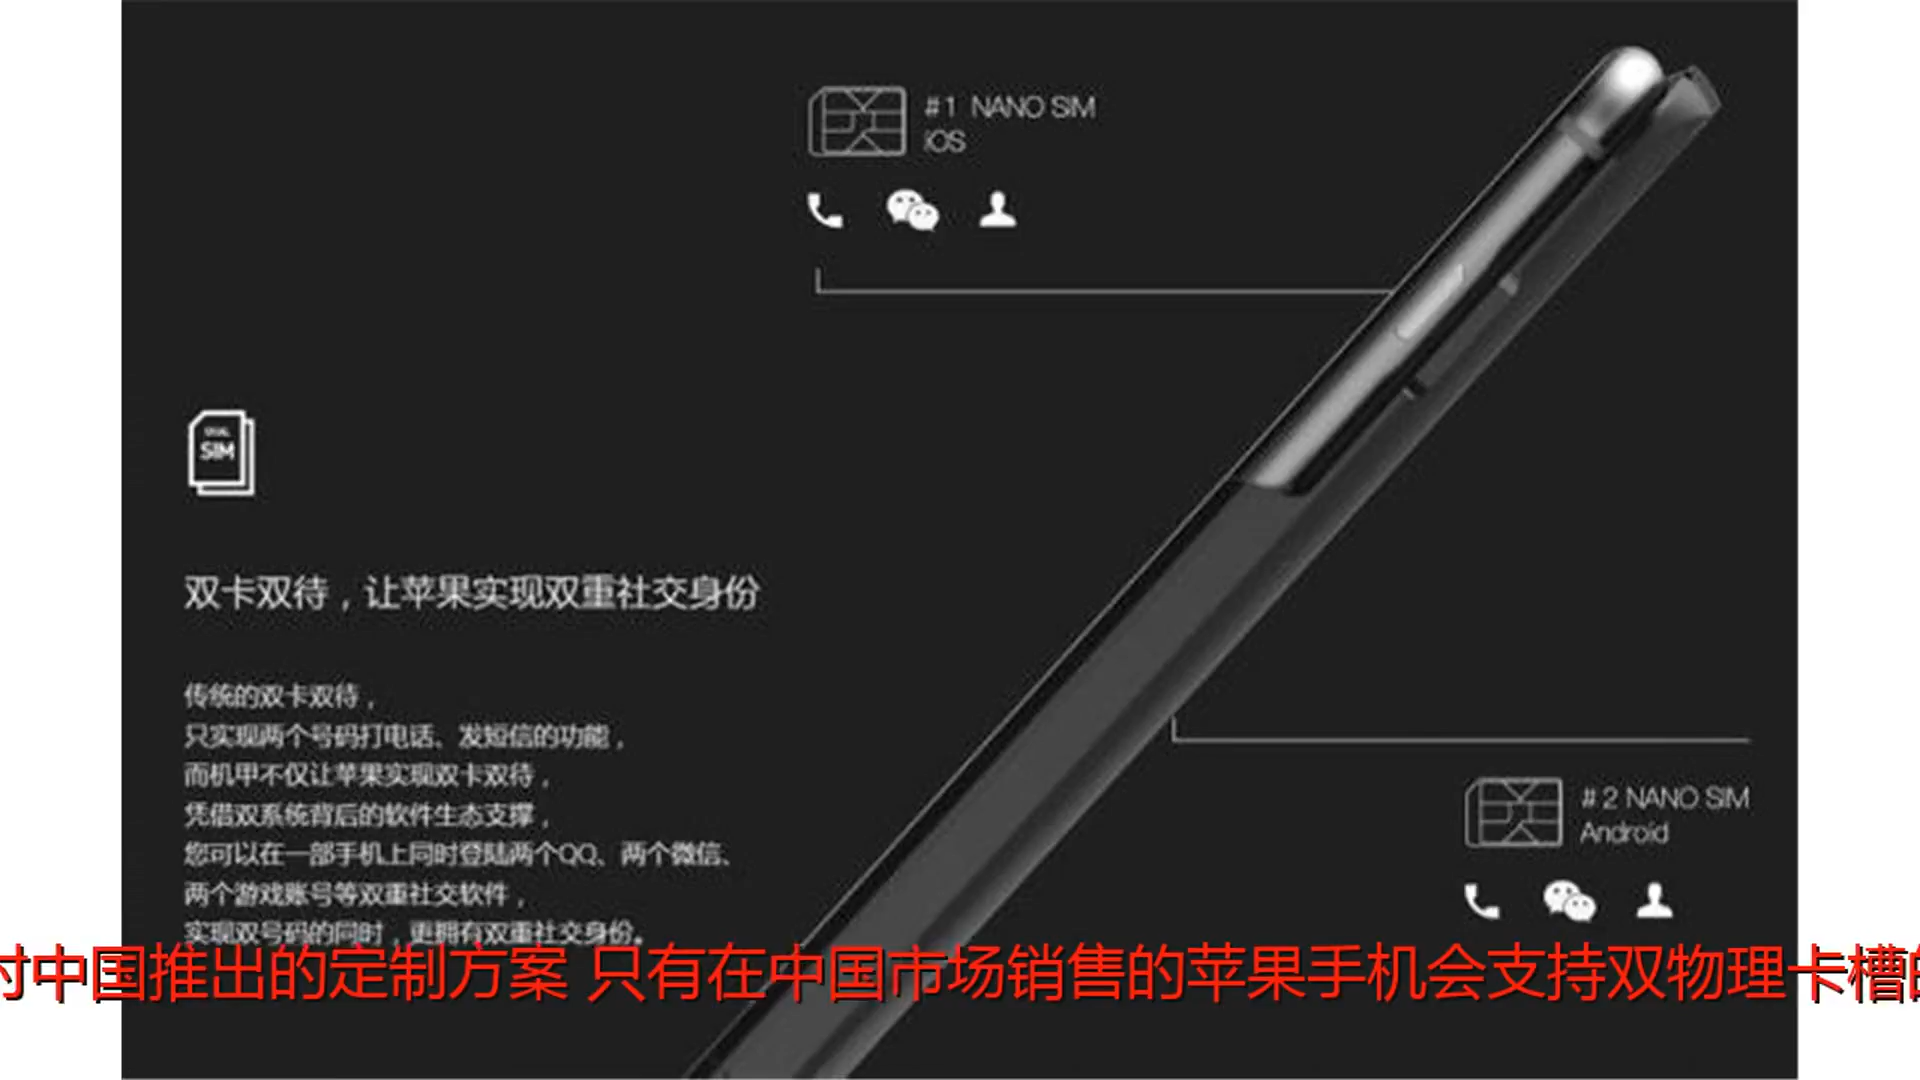 #1 NANO SIM
iOS
DUAL
SIM
双卡双待，让苹果实现双重社交身份
传统的双卡双待，
只实现两个号码打电话、发短信的功能，
而机甲不仅让苹果实现双卡双待，
凭借双系统背后的软件生态支撑，
您可以在一部手机上同时登陆两个QQ、两个微信、
两个游戏账号等双重社交软件，
实现双号码的同时，更拥有双重社交身份。
#2 NANO SIM
Android
对中国推出的定制方案 只有在中国市场销售的苹果手机会支持双物理卡槽的